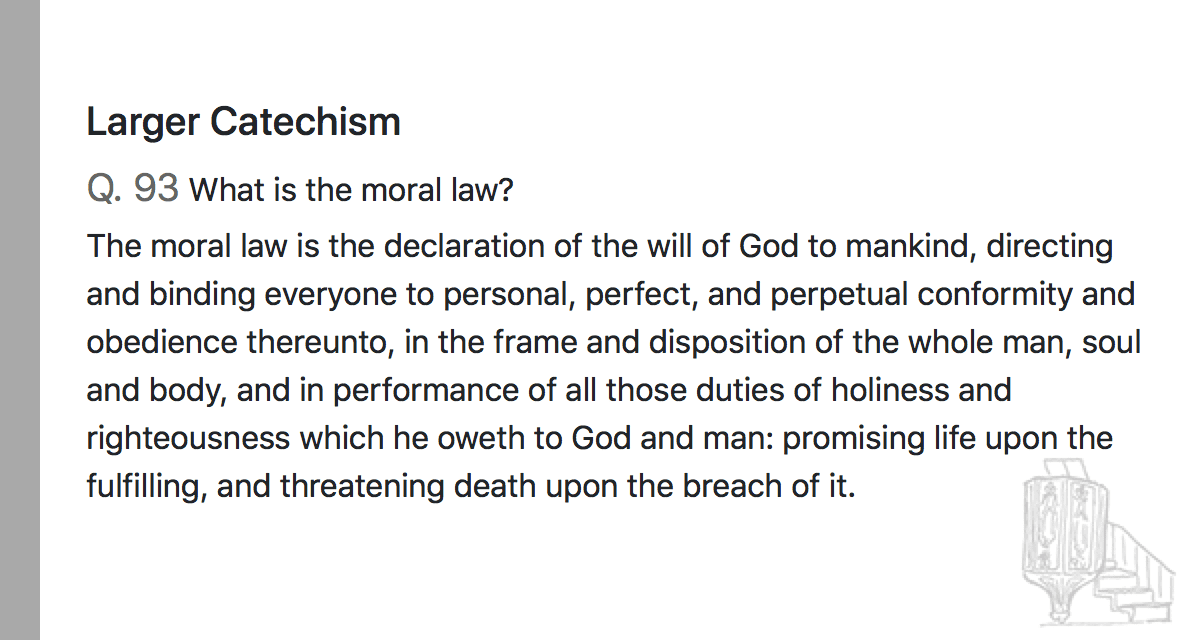 Larger Catechism
Q. 93 What is the moral law?
The moral law is the declaration of the will of God to mankind, directing
and binding everyone to personal, perfect, and perpetual conformity and
obedience thereunto, in the frame and disposition of the whole man, soul
and body, and in performance of all those duties of holiness and
righteousness which he oweth to God and man: promising life upon the
fulfilling, and threatening death upon the breach of it.